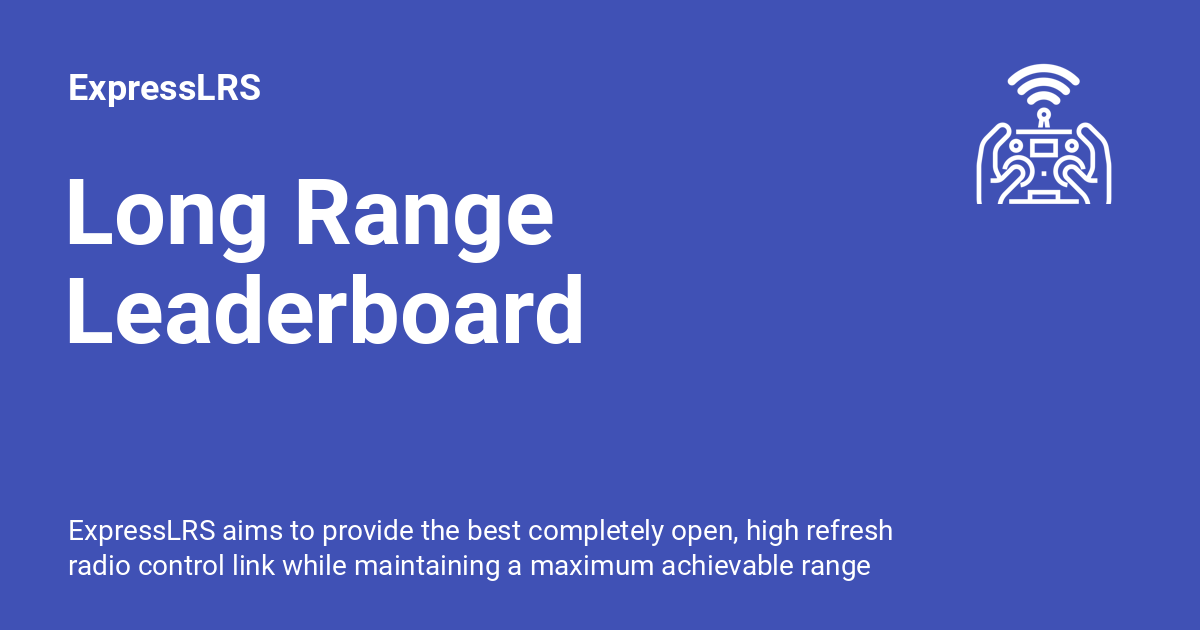 ExpressLRS
Long Range
Leaderboard
ExpressLRS aims to provide the best completely open, high refresh
radio control link while maintaining a maximum achievable range